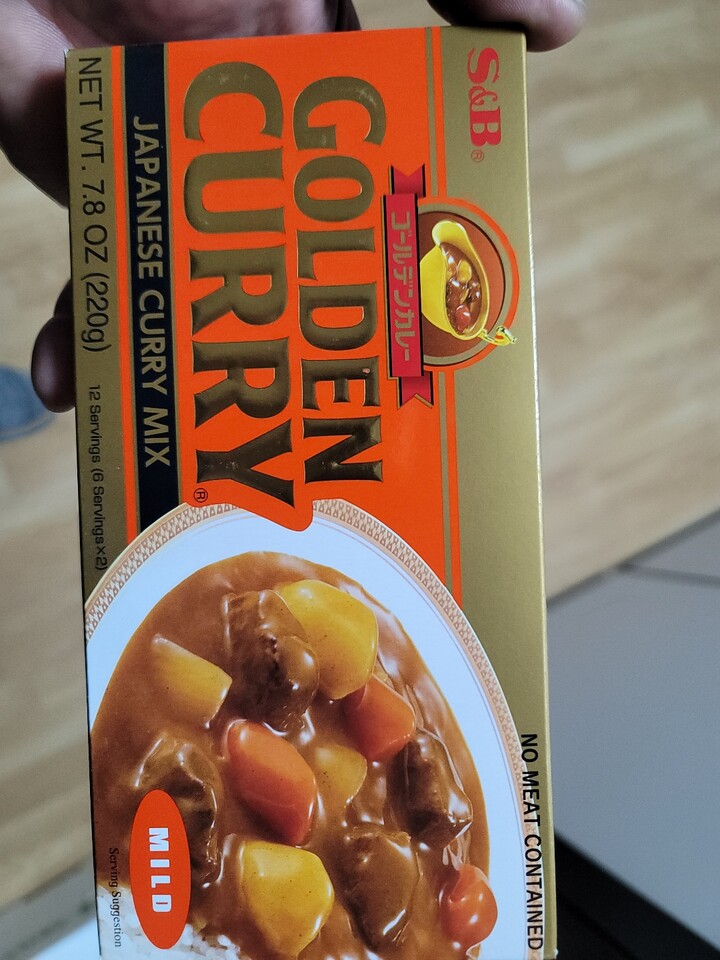 S&B®
ゴールデンカレー
GOLDEN
CURRY®
JAPANESE CURRY MIX
NET WT. 7.8 OZ (220g)
12 Servings (6 Servings×2)
NO MEAT CONTAINED
MILD
Serving Suggestion